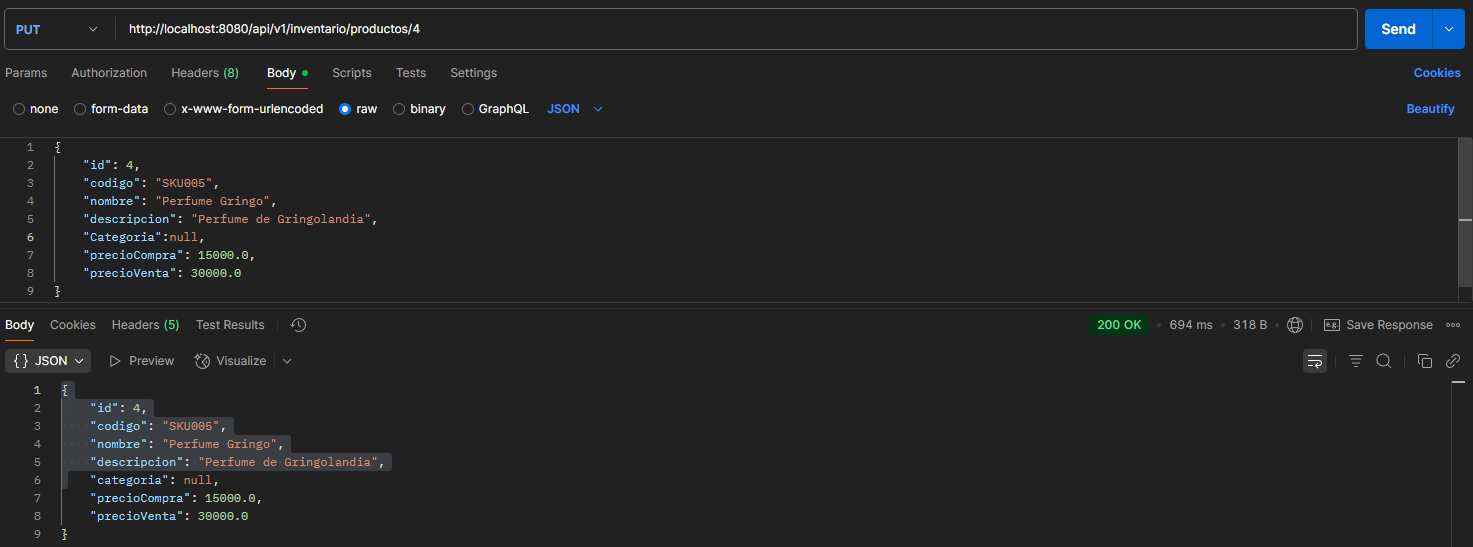 PUT http://localhost:8080/api/v1/inventario/productos/4 Send
Params Authorization Headers (8) Body Scripts Tests Settings Cookies
none form-data x-www-form-urlencoded raw binary GraphQL JSON Beautify
1 {
2 "id": 4,
3 "codigo": "SKU005",
4 "nombre": "Perfume Gringo",
5 "descripcion": "Perfume de Gringolandia",
6 "Categoria":null,
7 "precioCompra": 15000.0,
8 "precioVenta": 30000.0
9 }
Body Cookies Headers (5) Test Results 200 OK • 694 ms • 318 B • e.g. Save Response
{} JSON Preview Visualize
1 {
2 "id": 4,
3 "codigo": "SKU005",
4 "nombre": "Perfume Gringo",
5 "descripcion": "Perfume de Gringolandia",
6 "categoria": null,
7 "precioCompra": 15000.0,
8 "precioVenta": 30000.0
9 }